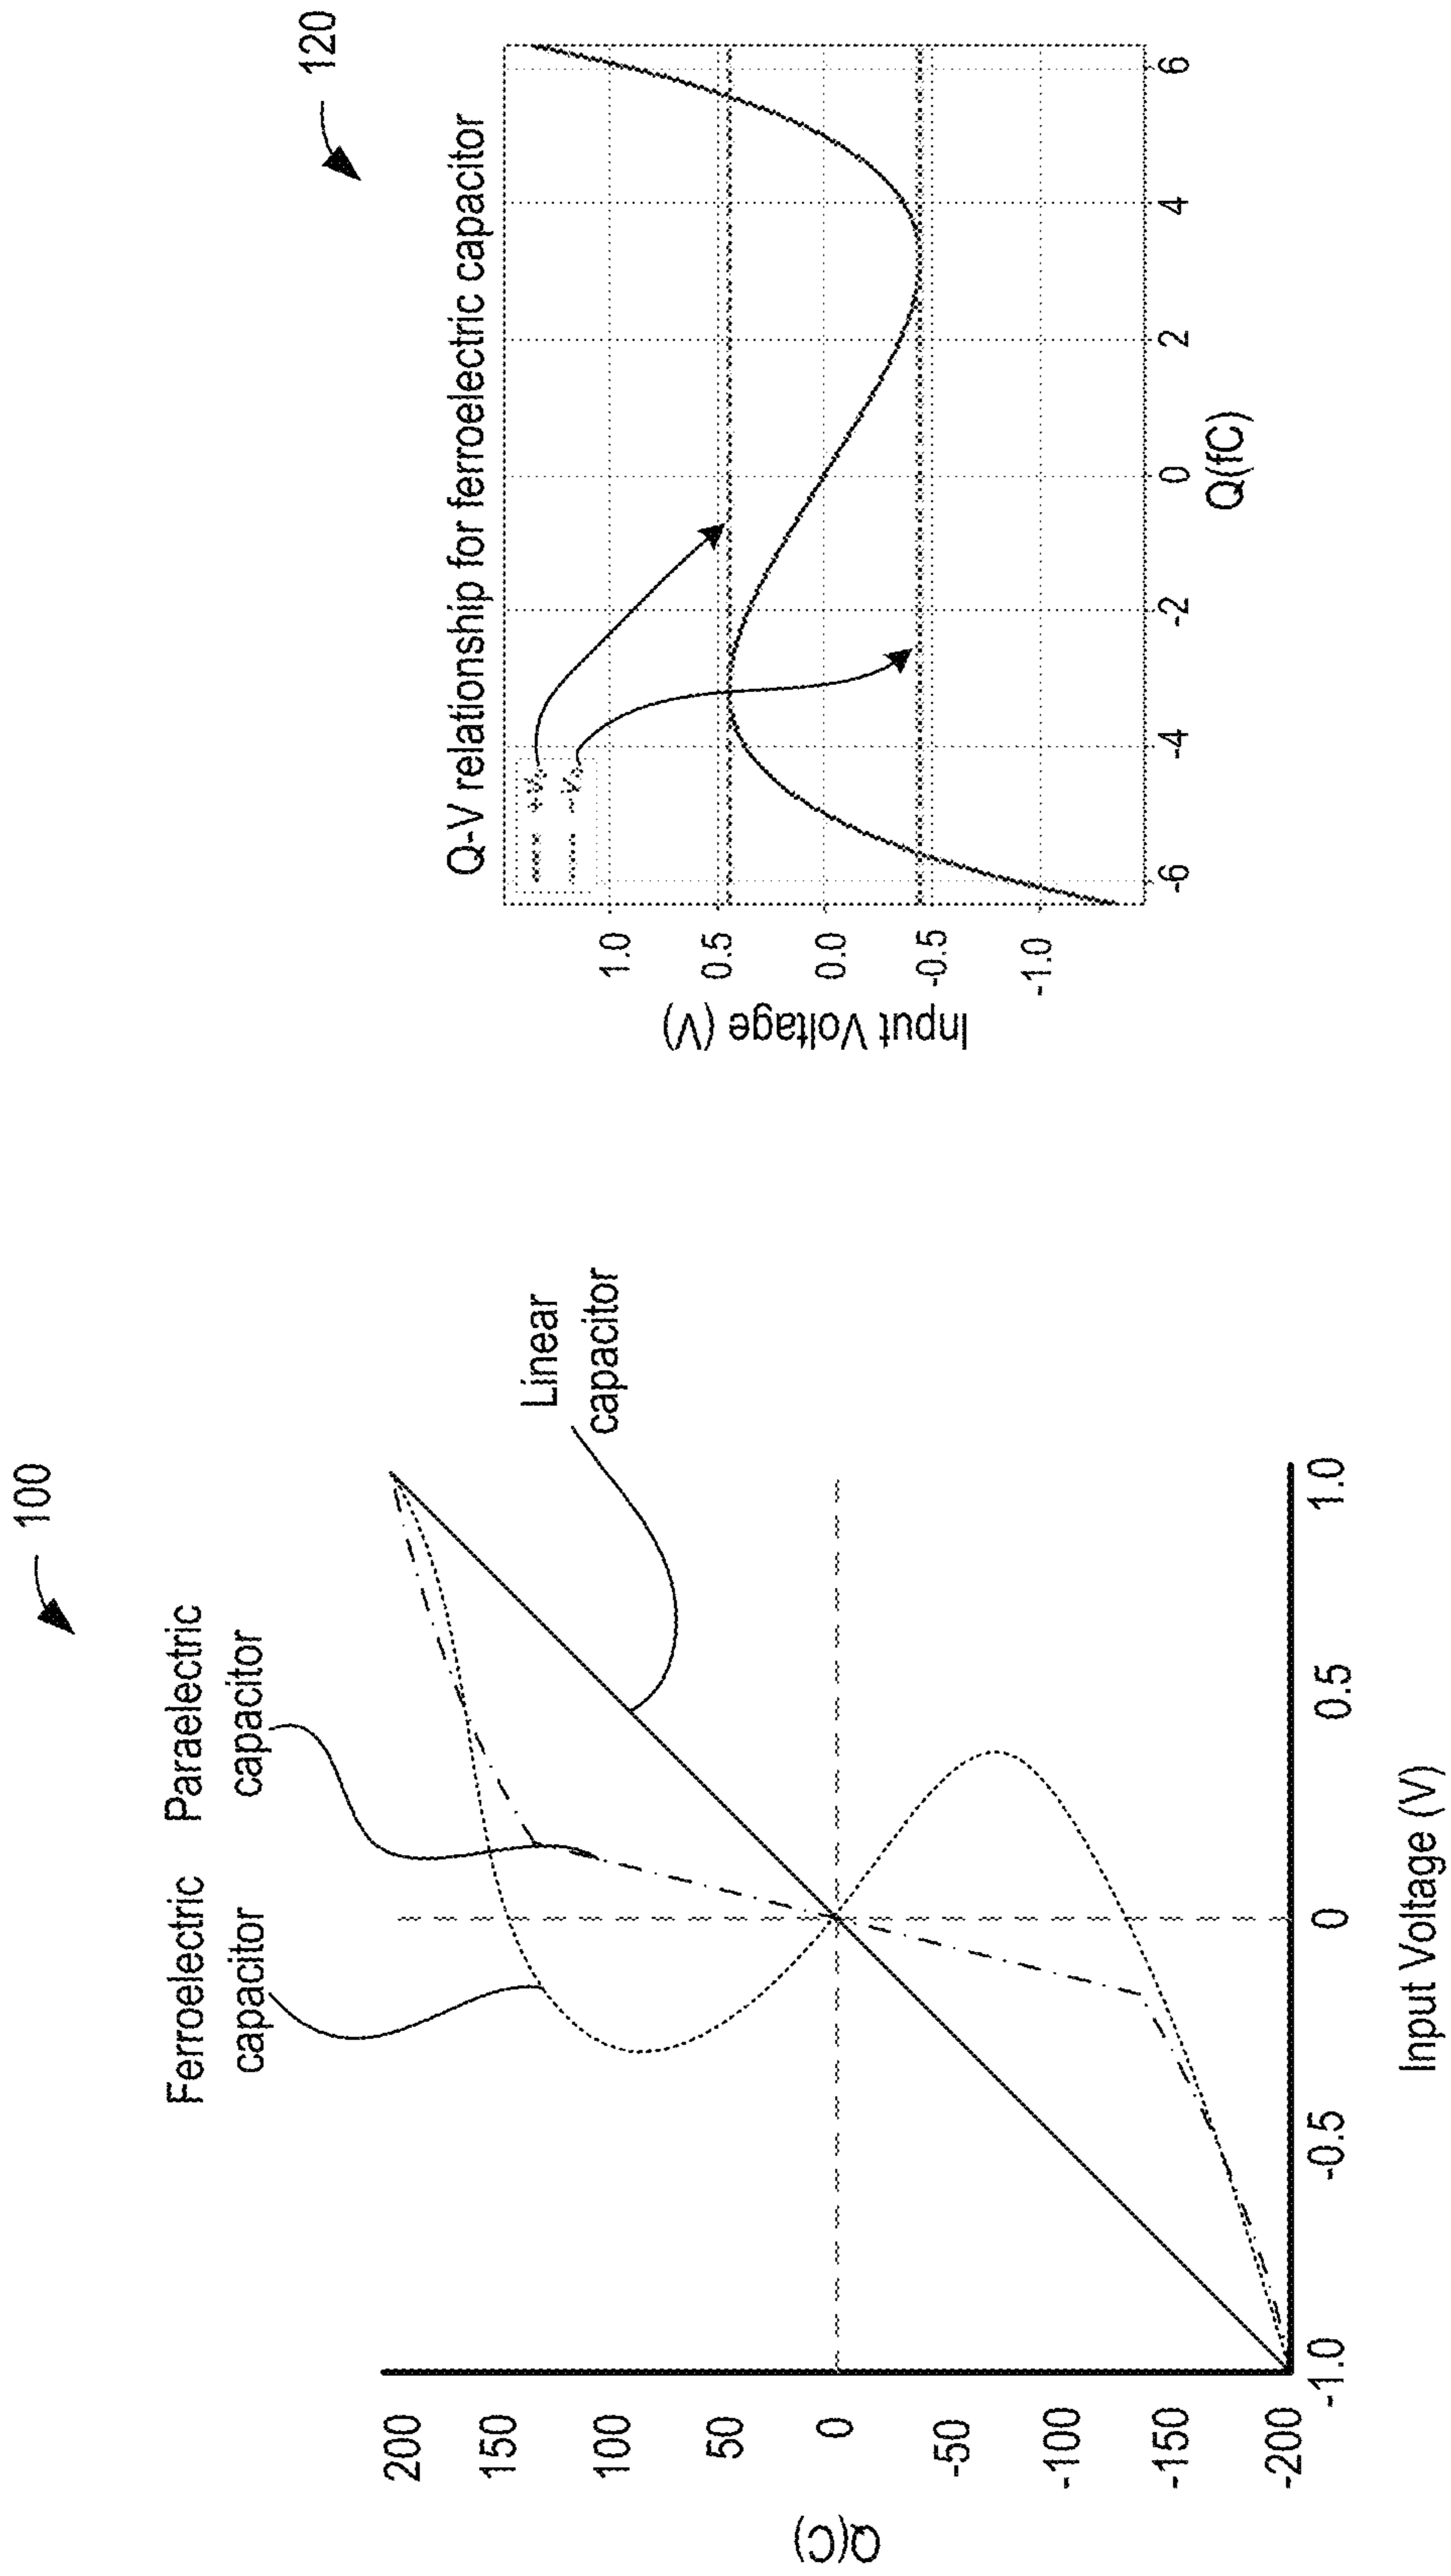 100
Ferroelectric
capacitor
Paraelectric
capacitor
Linear
capacitor
Q(C)
200
150
100
50
0
-50
-100
-150
-200
-1.0
-0.5
0
0.5
1.0
Input Voltage (V)
120
Q-V relationship for ferroelectric capacitor
Input Voltage (V)
1.0
0.5
0.0
-0.5
-1.0
-6
-4
-2
0
2
4
6
Q(fC)